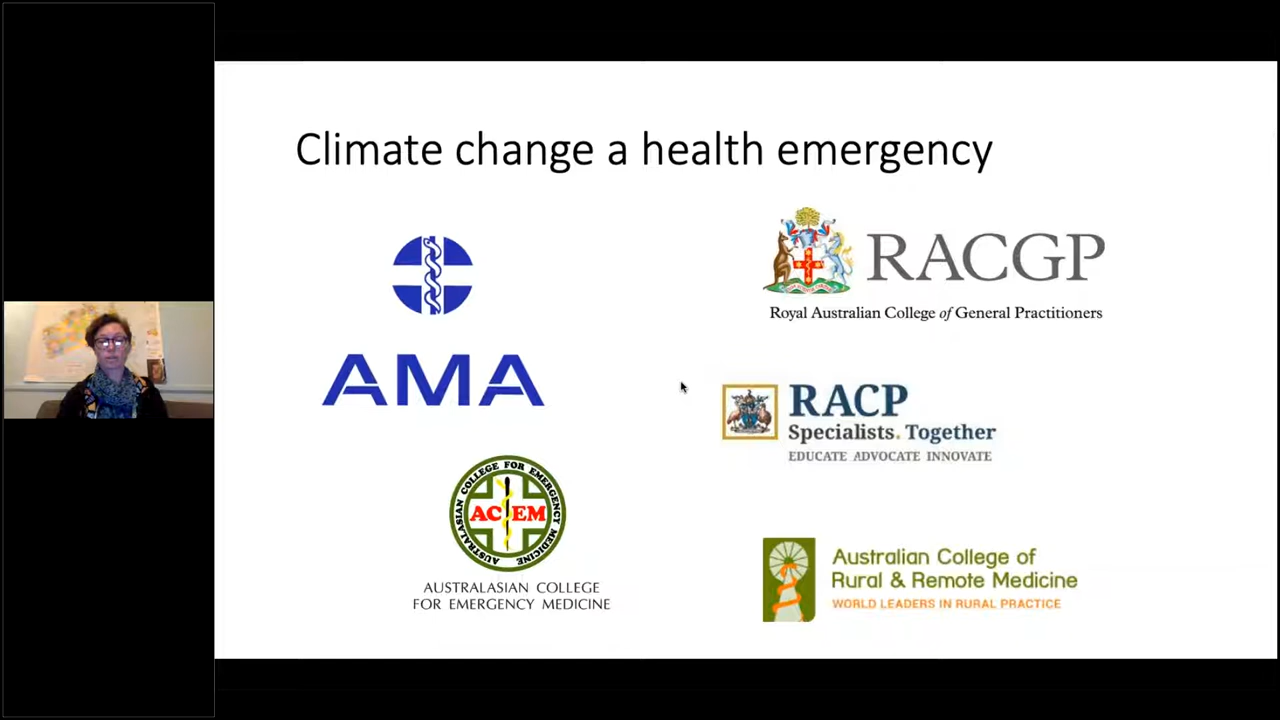 Climate change a health emergency
AMA
RACGP
Royal Australian College of General Practitioners
RACP
Specialists. Together
EDUCATE ADVOCATE INNOVATE
AUSTRALASIAN COLLEGE FOR EMERGENCY MEDICINE
ACEM
AUSTRALASIAN COLLEGE
FOR EMERGENCY MEDICINE
Australian College of
Rural & Remote Medicine
WORLD LEADERS IN RURAL PRACTICE